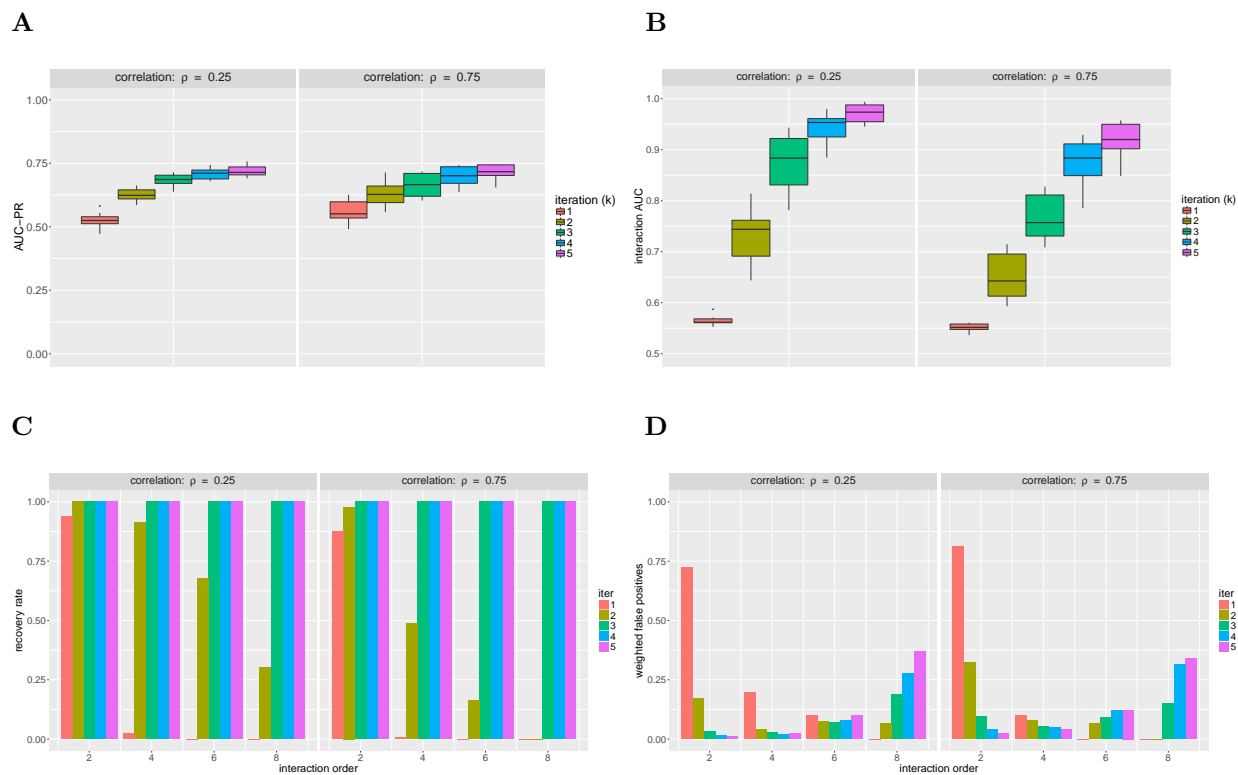 A
correlation: ρ = 0.25
correlation: ρ = 0.75
1.00
0.75
0.50
0.25
0.00
AUC−PR
iteration (k)
1
2
3
4
5
B
correlation: ρ = 0.25
correlation: ρ = 0.75
1.0
0.9
0.8
0.7
0.6
0.5
interaction AUC
iteration (k)
1
2
3
4
5
C
correlation: ρ = 0.25
correlation: ρ = 0.75
1.00
0.75
0.50
0.25
0.00
recovery rate
2 4 6 8 2 4 6 8
interaction order
iter
1
2
3
4
5
D
correlation: ρ = 0.25
correlation: ρ = 0.75
1.00
0.75
0.50
0.25
0.00
weighted false positives
2 4 6 8 2 4 6 8
interaction order
iter
1
2
3
4
5